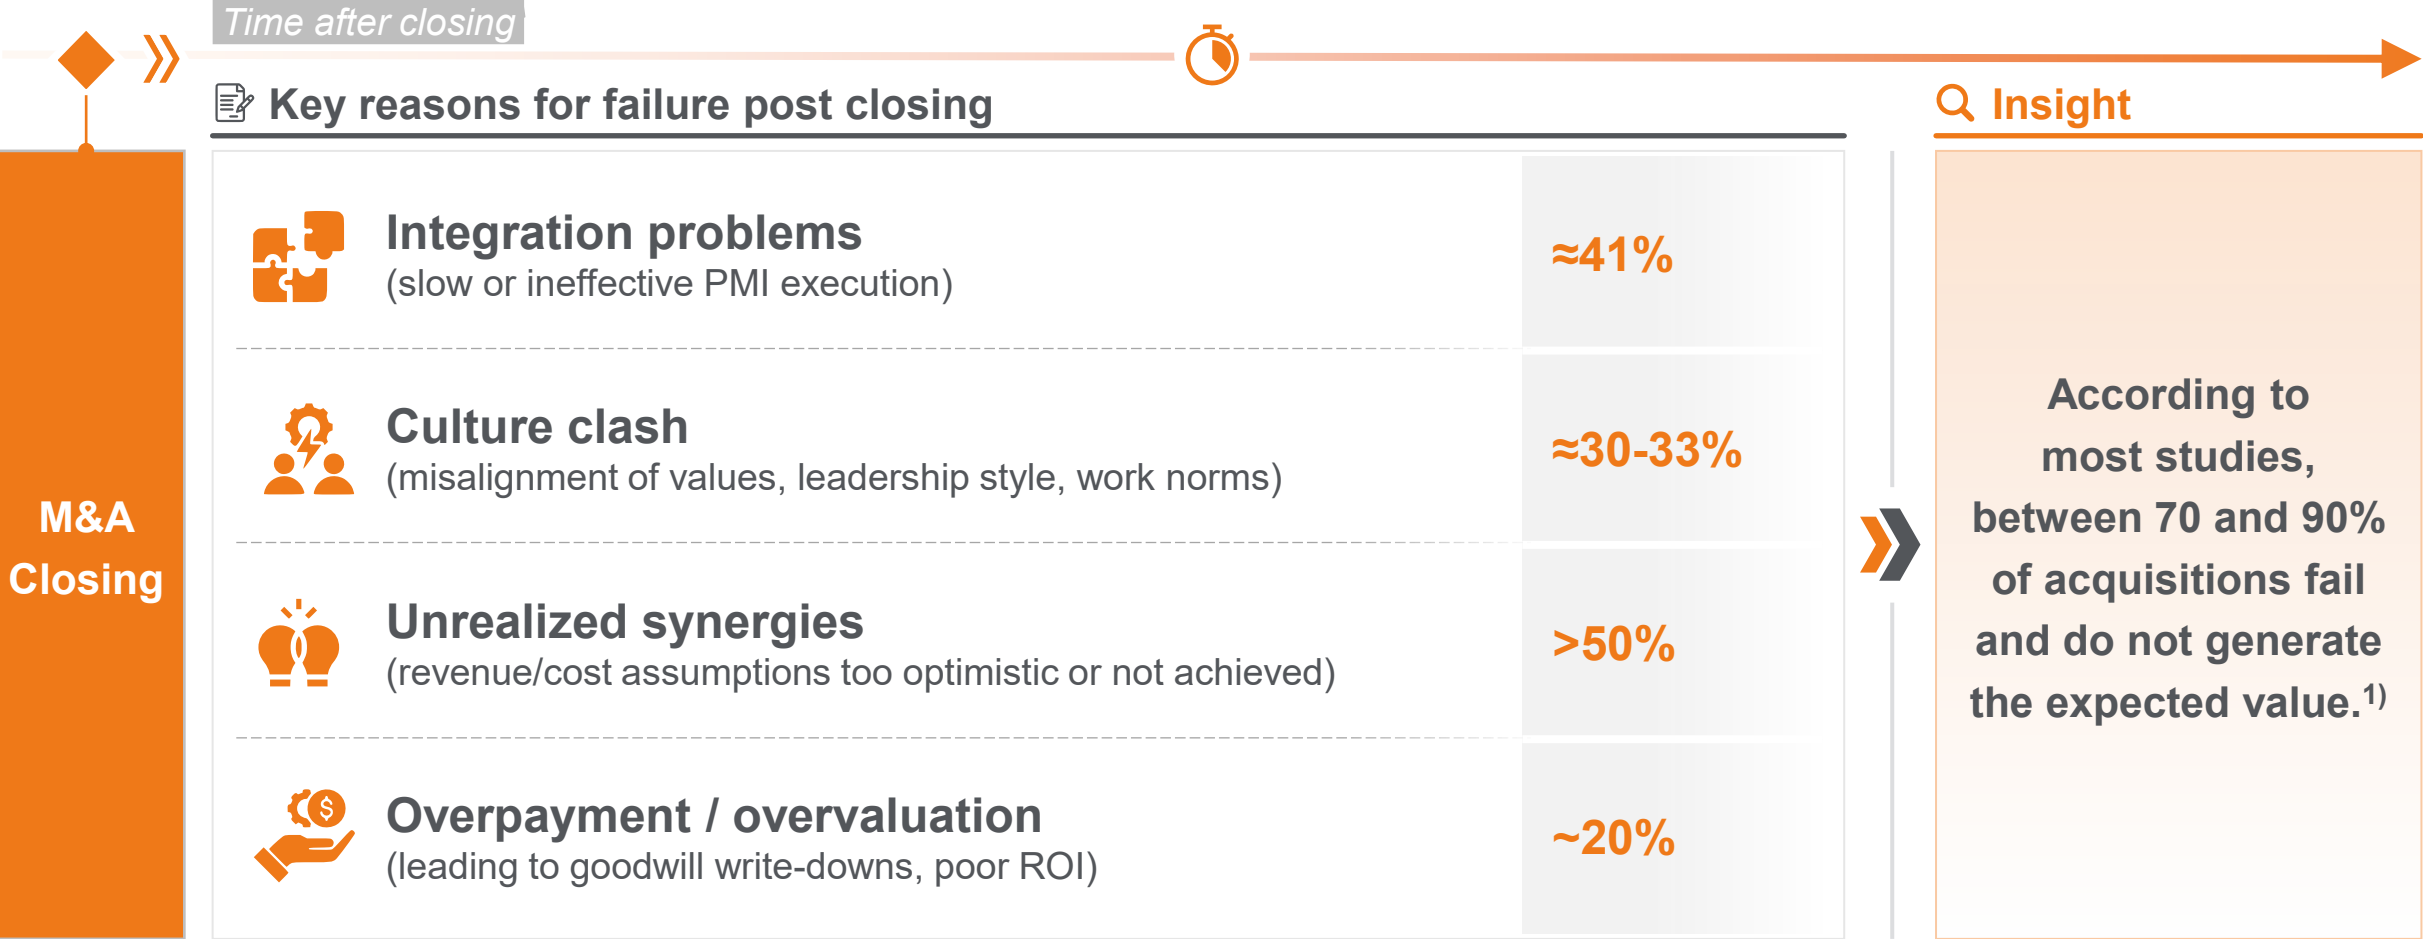 Time after closing
Key reasons for failure post closing
Insight
M&A
Closing
Integration problems
(slow or ineffective PMI execution)
≈41%
Culture clash
(misalignment of values, leadership style, work norms)
≈30-33%
Unrealized synergies
(revenue/cost assumptions too optimistic or not achieved)
>50%
Overpayment / overvaluation
(leading to goodwill write-downs, poor ROI)
~20%
According to
most studies,
between 70 and 90%
of acquisitions fail
and do not generate
the expected value.1)